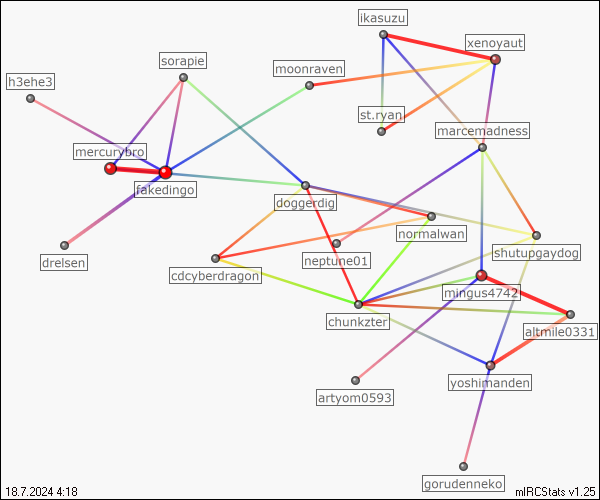 ikasuzu
xenoyaut
sorapie
moonraven
h3ehe3
st.ryan
marcemadness
mercurybro
fakedingo
doggerdig
normalwan
shutupgaydog
drelsen
neptune01
cdcyberdragon
mingus4742
chunkzter
altmile0331
yoshimanden
artyom0593
gorudenneko
18.7.2024 4:18
mIRCStats v1.25